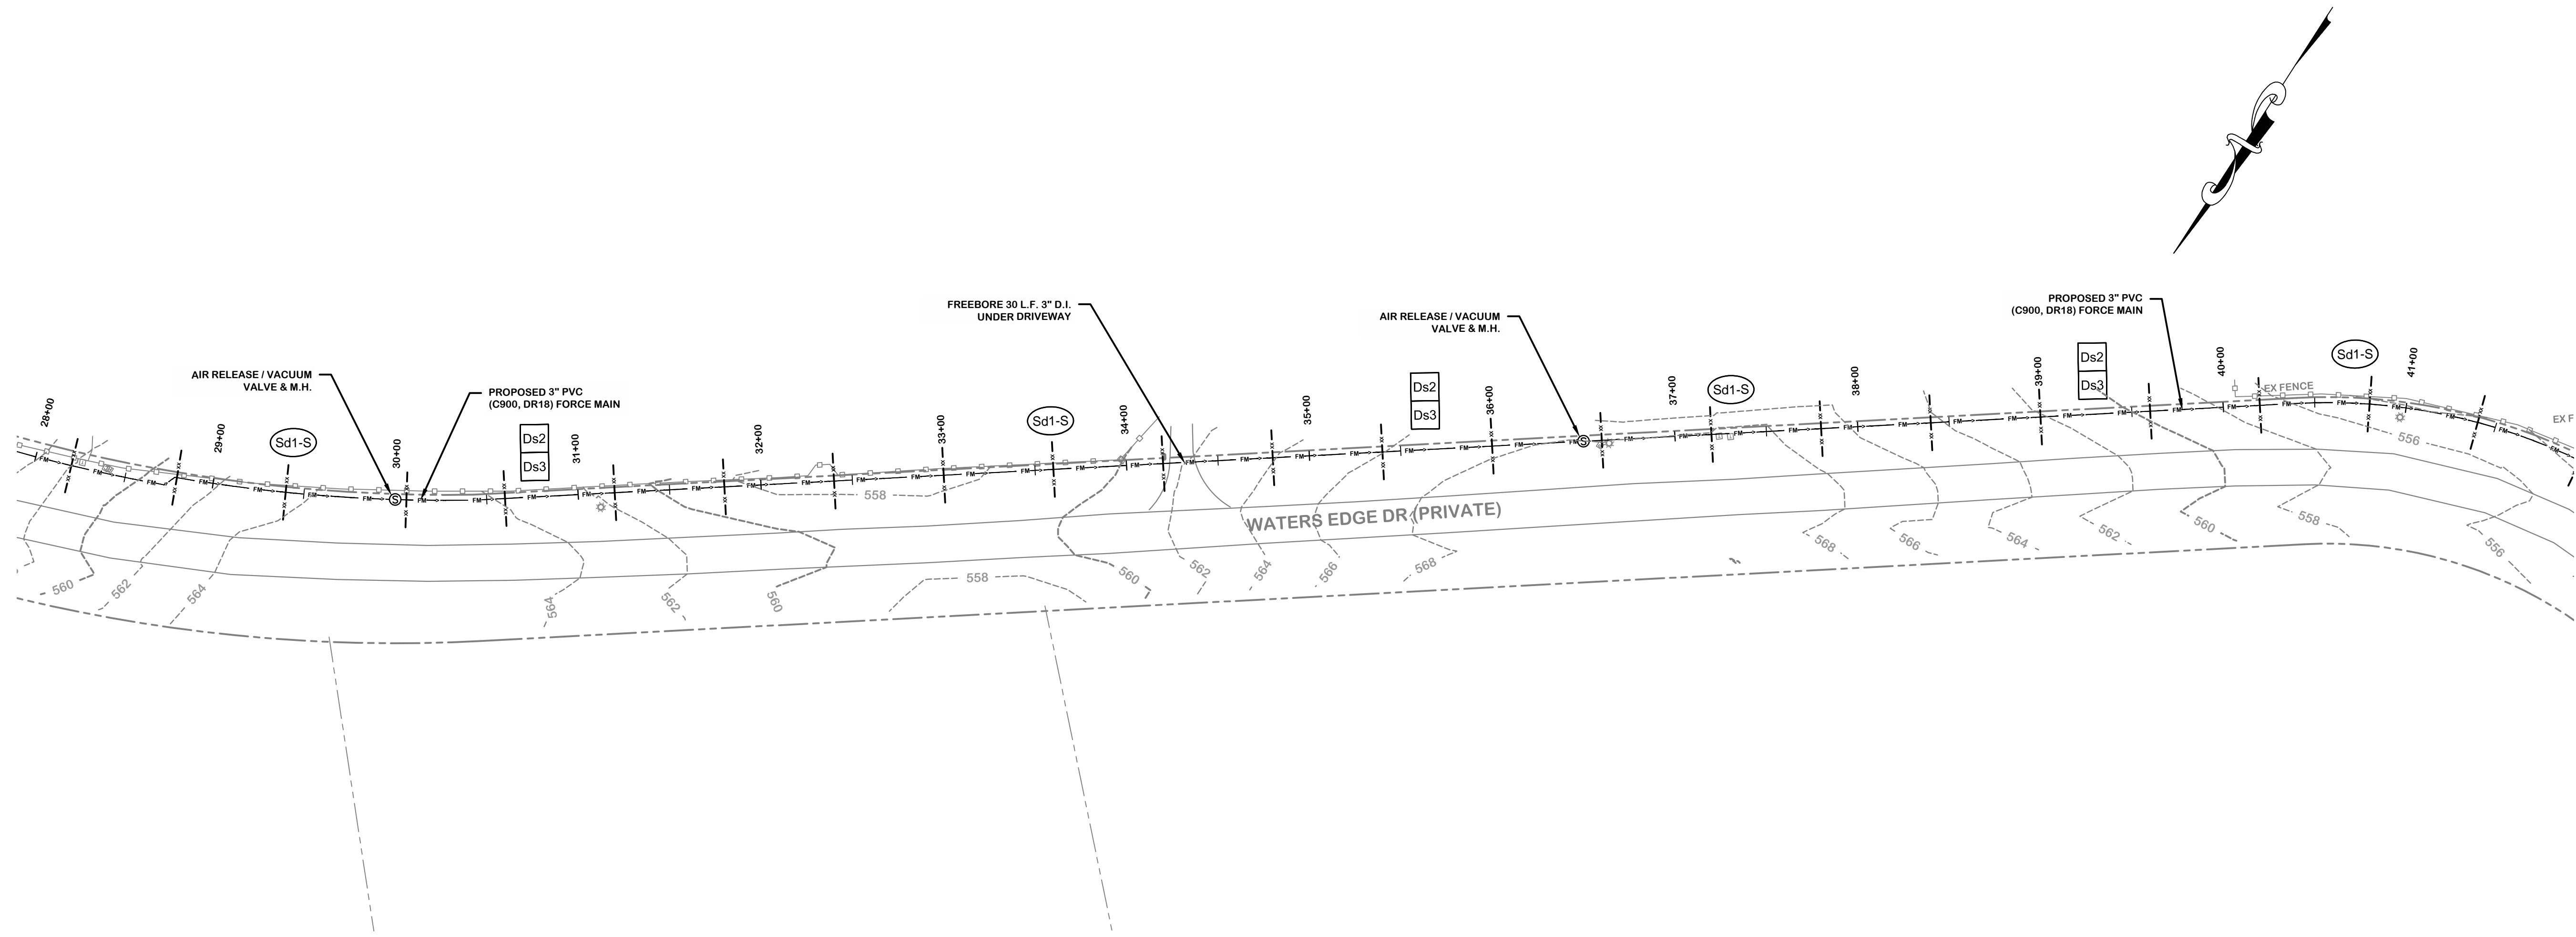 FREEBORE 30 L.F. 3" D.I.
UNDER DRIVEWAY
AIR RELEASE / VACUUM
VALVE & M.H.
PROPOSED 3" PVC
(C900, DR18) FORCE MAIN
AIR RELEASE / VACUUM
VALVE & M.H.
PROPOSED 3" PVC
(C900, DR18) FORCE MAIN
28+00
29+00
Sd1-S
30+00
Ds2
Ds3
31+00
32+00
33+00
Sd1-S
34+00
35+00
Ds2
Ds3
36+00
37+00
Sd1-S
38+00
39+00
Ds2
Ds3
40+00
EX FENCE
Sd1-S
41+00
EX F
558
556
WATERS EDGE DR (PRIVATE)
560
562
564
564
562
560
558
560
562
564
566
568
568
566
564
562
560
558
556
FM
XX
S
S